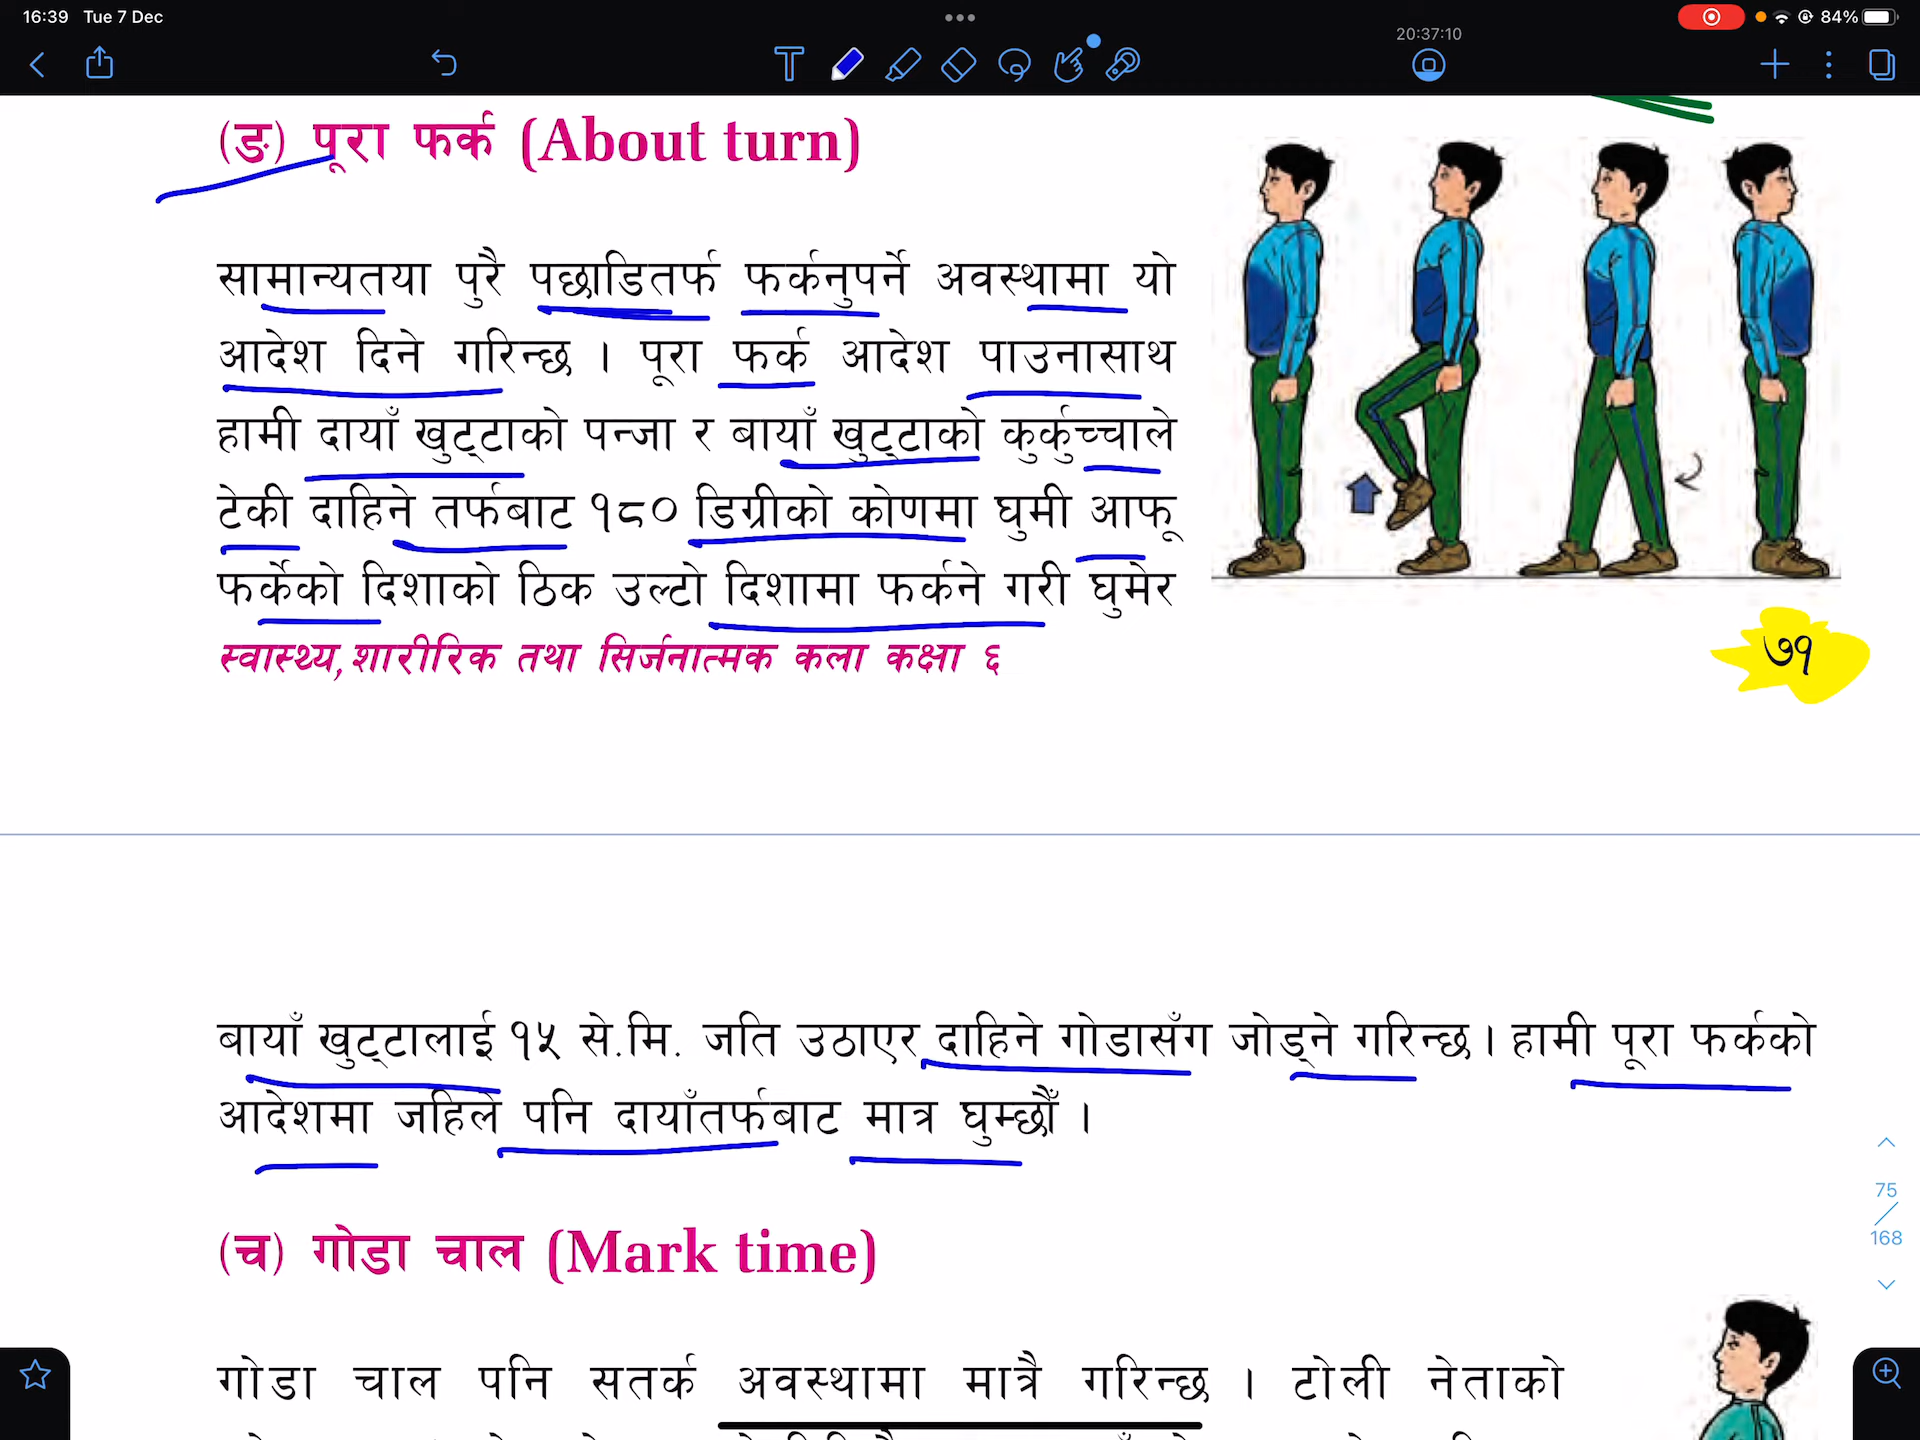 16:39 Tue 7 Dec
84%
20:37:10
(ङ) पूरा फर्क (About turn)
सामान्यतया पुरै पछाडितर्फ फर्कनुपर्ने अवस्थामा यो
आदेश दिने गरिन्छ । पूरा फर्क आदेश पाउनासाथ
हामी दायाँ खुट्टाको पन्जा र बायाँ खुट्टाको कुर्कुच्चाले
टेकी दाहिने तर्फबाट १८० डिग्रीको कोणमा घुमी आफू
फर्केको दिशाको ठिक उल्टो दिशामा फर्कने गरी घुमेर
स्वास्थ्य,शारीरिक तथा सिर्जनात्मक कला कक्षा ६
७१
बायाँ खुट्टालाई १५ से.मि. जति उठाएर दाहिने गोडासँग जोड्ने गरिन्छ । हामी पूरा फर्कको
आदेशमा जहिले पनि दायाँतर्फबाट मात्र घुम्छौँ ।
75
168
(च) गोडा चाल (Mark time)
गोडा चाल पनि सतर्क अवस्थामा मात्रै गरिन्छ । टोली नेताको